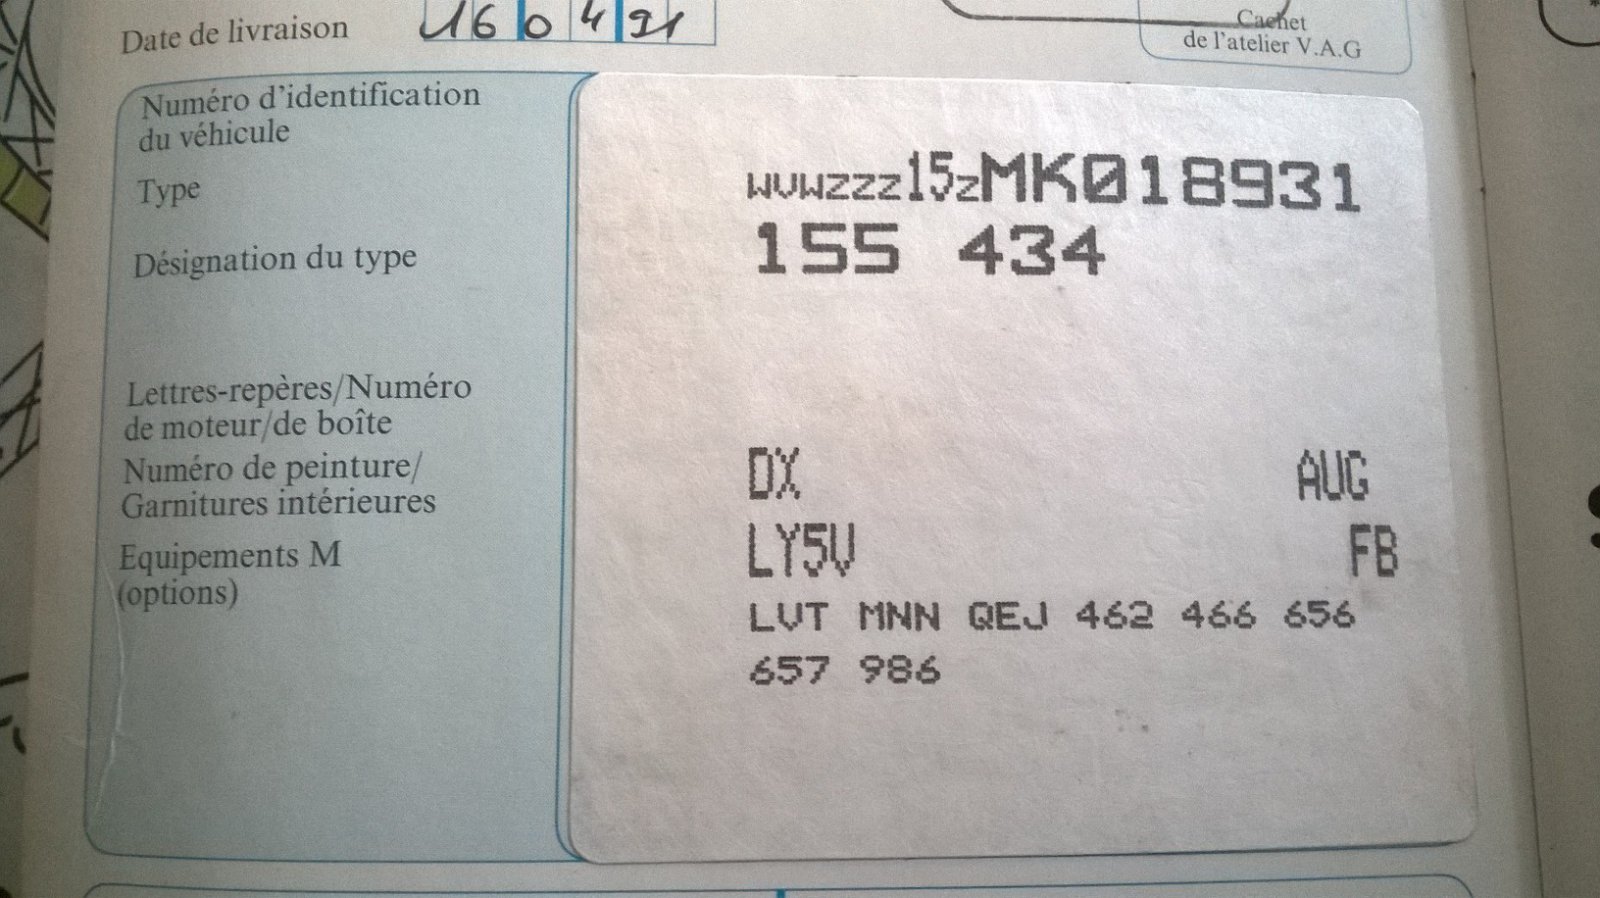 Date de livraison 16 04 91
Cachet
de l'atelier V.A.G
Numéro d'identification
du véhicule
Type
Désignation du type
Lettres-repères/Numéro
de moteur/de boîte
Numéro de peinture/
Garnitures intérieures
Equipements M
(options)
WVWZZZ15ZMK018931
155 434
DX AUG
LY5V FB
LVT MNN QEJ 462 466 656
657 986